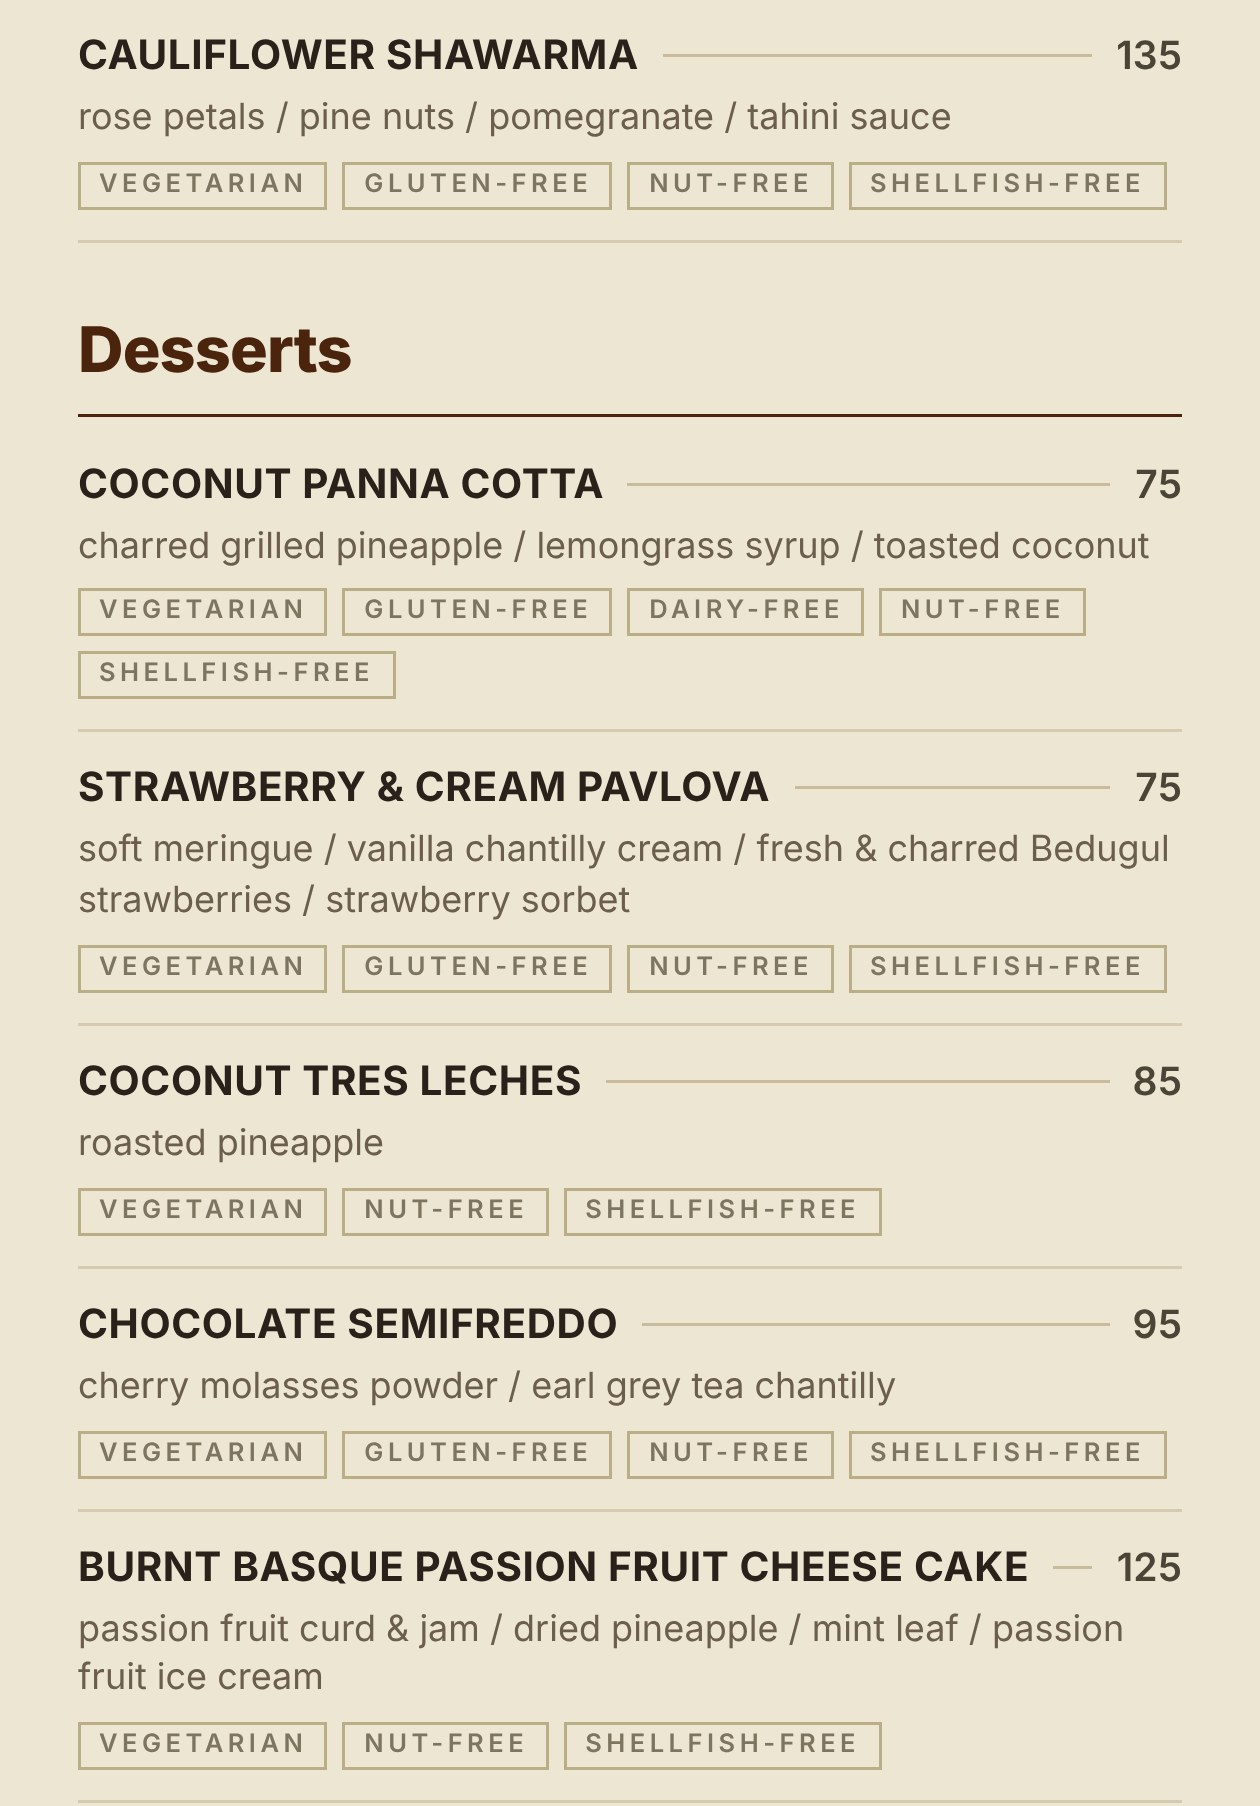 CAULIFLOWER SHAWARMA 135
rose petals / pine nuts / pomegranate / tahini sauce
VEGETARIAN GLUTEN-FREE NUT-FREE SHELLFISH-FREE
Desserts
COCONUT PANNA COTTA 75
charred grilled pineapple / lemongrass syrup / toasted coconut
VEGETARIAN GLUTEN-FREE DAIRY-FREE NUT-FREE
SHELLFISH-FREE
STRAWBERRY & CREAM PAVLOVA 75
soft meringue / vanilla chantilly cream / fresh & charred Bedugul
strawberries / strawberry sorbet
VEGETARIAN GLUTEN-FREE NUT-FREE SHELLFISH-FREE
COCONUT TRES LECHES 85
roasted pineapple
VEGETARIAN NUT-FREE SHELLFISH-FREE
CHOCOLATE SEMIFREDDO 95
cherry molasses powder / earl grey tea chantilly
VEGETARIAN GLUTEN-FREE NUT-FREE SHELLFISH-FREE
BURNT BASQUE PASSION FRUIT CHEESE CAKE 125
passion fruit curd & jam / dried pineapple / mint leaf / passion
fruit ice cream
VEGETARIAN NUT-FREE SHELLFISH-FREE